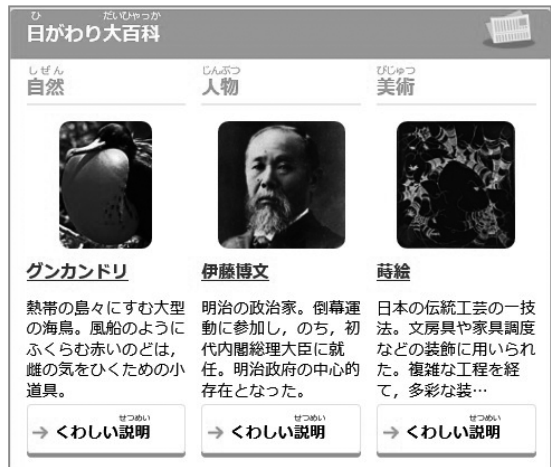 ひ だいひゃっか
日がわり大百科
しぜん
自然
じんぶつ
人物
びじゅつ
美術
グンカンドリ
熱帯の島々にすむ大型
の海鳥。風船のように
ふくらむ赤いのどは,
雌の気をひくための小
道具。
せつめい
→ くわしい説明
伊藤博文
明治の政治家。倒幕運
動に参加し,のち,初
代内閣総理大臣に就
任。明治政府の中心的
存在となった。
せつめい
→ くわしい説明
蒔絵
日本の伝統工芸の一技
法。文房具や家具調度
などの装飾に用いられ
た。複雑な工程を経
て,多彩な装…
せつめい
→ くわしい説明